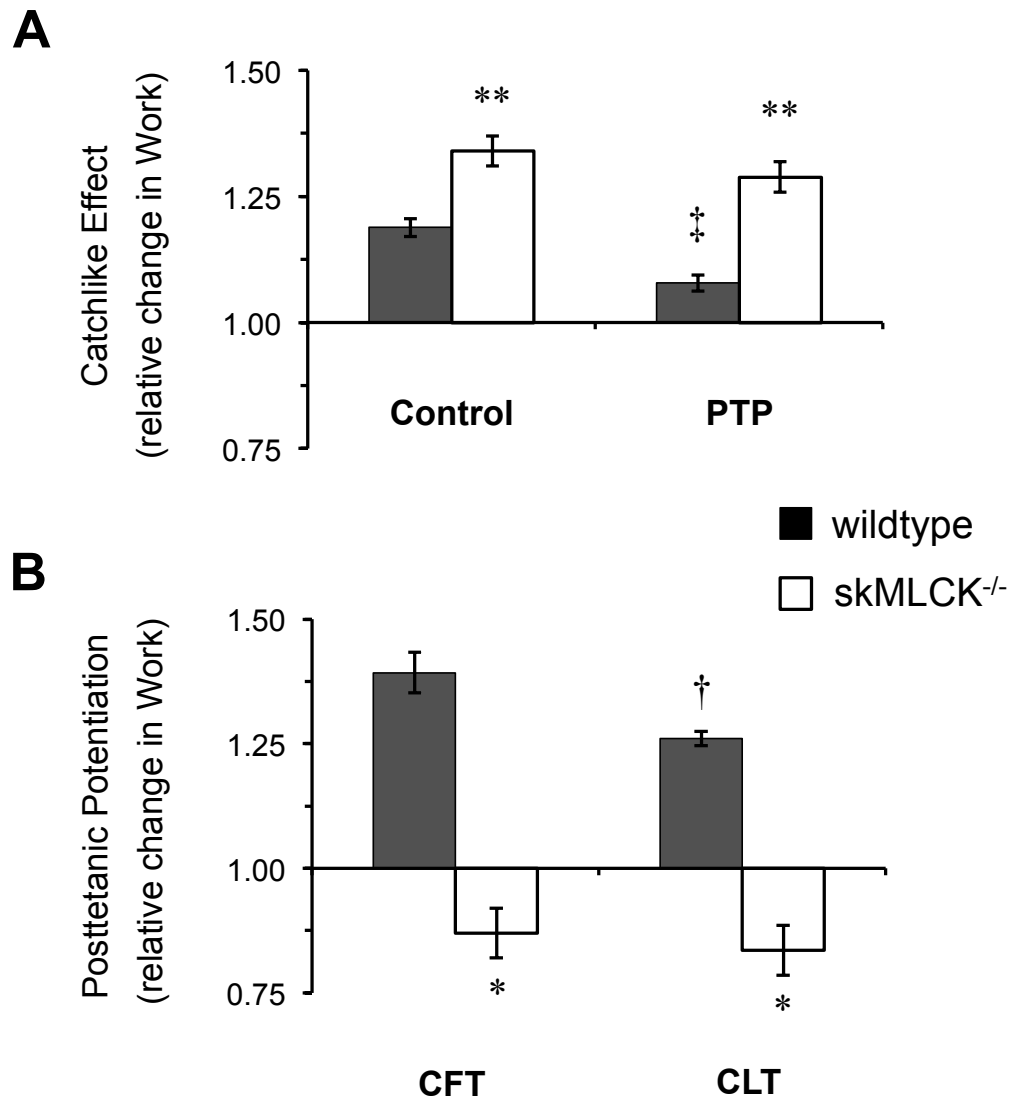 A
Catchlike Effect
(relative change in Work)
1.50
1.25
1.00
0.75
**
**
‡
Control
PTP
wildtype
skMLCK-/-
B
Posttetanic Potentiation
(relative change in Work)
1.50
1.25
1.00
0.75
†
*
*
CFT
CLT